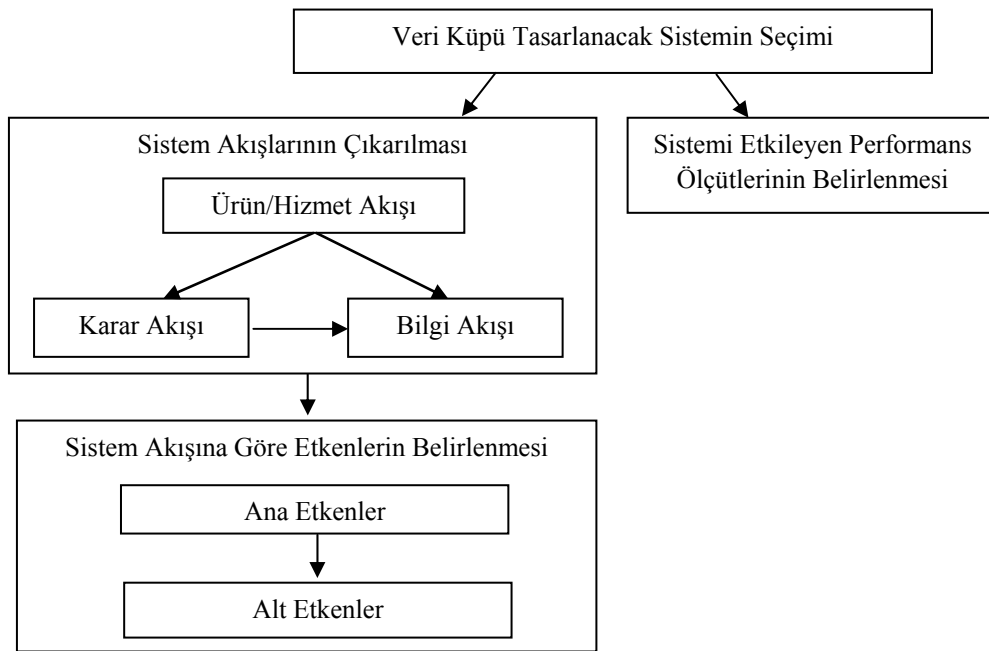 Veri Küpü Tasarlanacak Sistemin Seçimi
Sistem Akışlarının Çıkarılması
Ürün/Hizmet Akışı
Karar Akışı
Bilgi Akışı
Sistemi Etkileyen Performans
Ölçütlerinin Belirlenmesi
Sistem Akışına Göre Etkenlerin Belirlenmesi
Ana Etkenler
Alt Etkenler